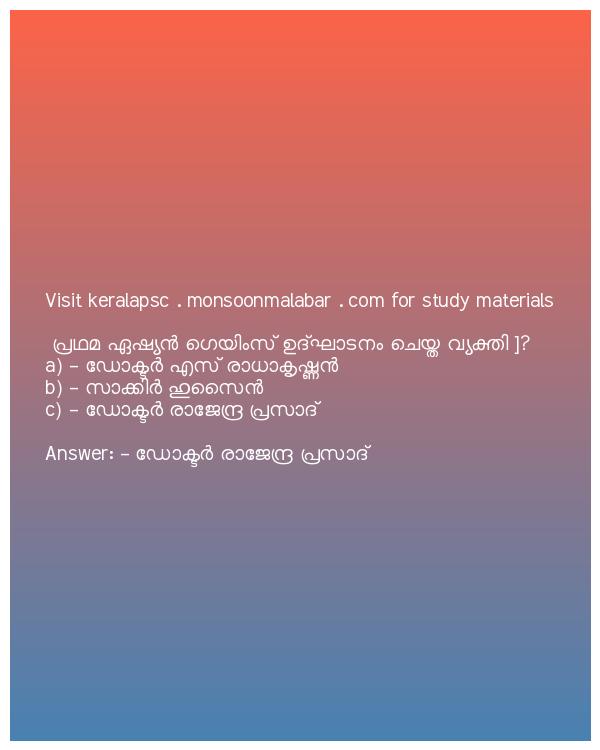 Visit keralapsc . monsoonmalabar . com for study materials
പ്രഥമ ഏഷ്യൻ ഗെയിംസ് ഉദ്ഘാടനം ചെയ്ത വ്യക്തി ]?
a) – ഡോക്ടർ എസ് രാധാകൃഷ്ണൻ
b) – സാക്കിർ ഹുസൈൻ
c) – ഡോക്ടർ രാജേന്ദ്ര പ്രസാദ്
Answer: – ഡോക്ടർ രാജേന്ദ്ര പ്രസാദ്